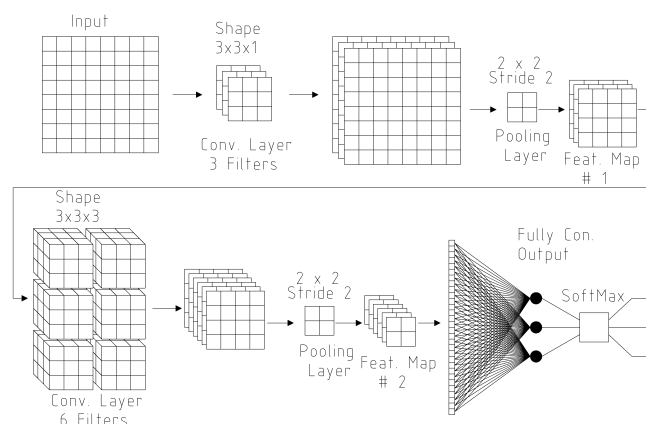 Input
Shape
3x3x1
Conv. Layer
3 Filters
2 x 2
Stride 2
Pooling
Layer
Feat. Map
# 1
Shape
3x3x3
Conv. Layer
6 Filters
2 x 2
Stride 2
Pooling
Layer
Feat. Map
# 2
Fully Con.
Output
SoftMax